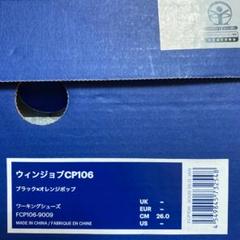 ウィンジョブCP106
ブラック×オレンジポップ
ワーキングシューズ
FCP106-9009
MADE IN CHINA / FABRIQUE EN CHINE
UK –
EUR –
CM 26.0
US –